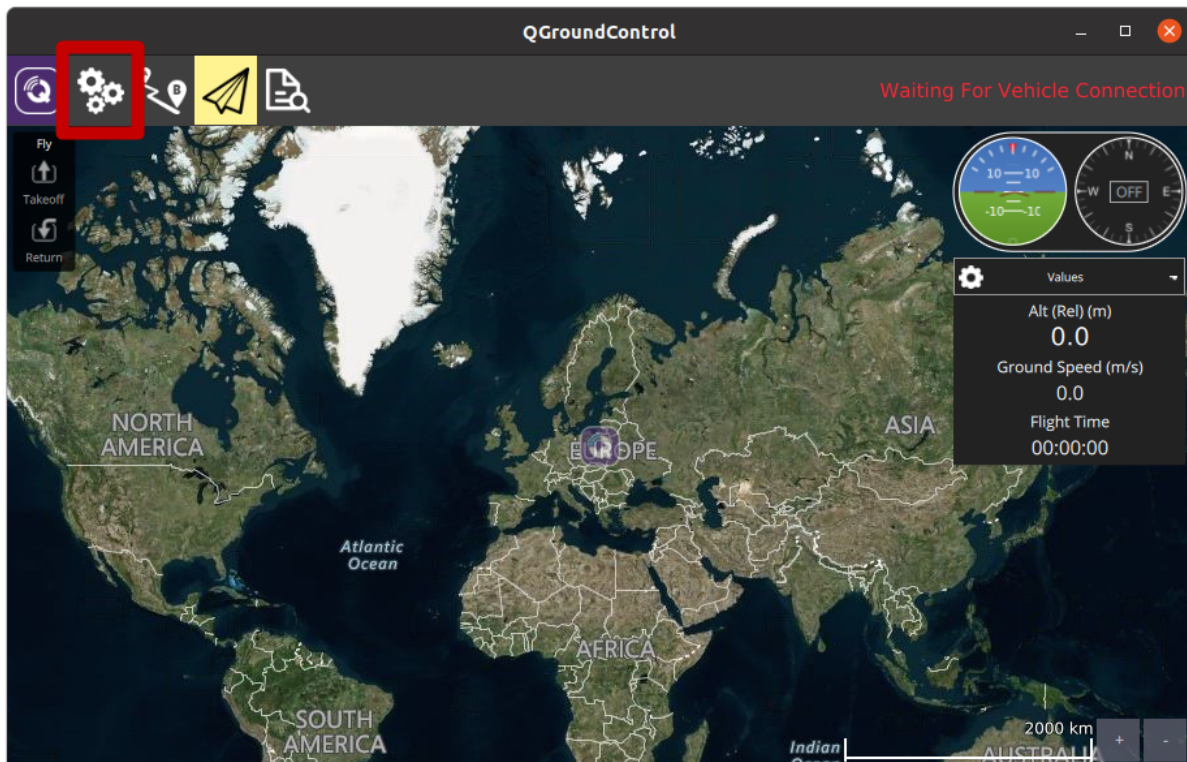 QGroundControl
B
Waiting For Vehicle Connection
Fly
Takeoff
Return
10 10
-10 -10
N
W OFF E
S
Values
Alt (Rel) (m)
0.0
Ground Speed (m/s)
0.0
Flight Time
00:00:00
NORTH
AMERICA
EUROPE
ASIA
Atlantic
Ocean
AFRICA
SOUTH
AMERICA
Indian
Ocean
2000 km
+ -
AUSTRALIA